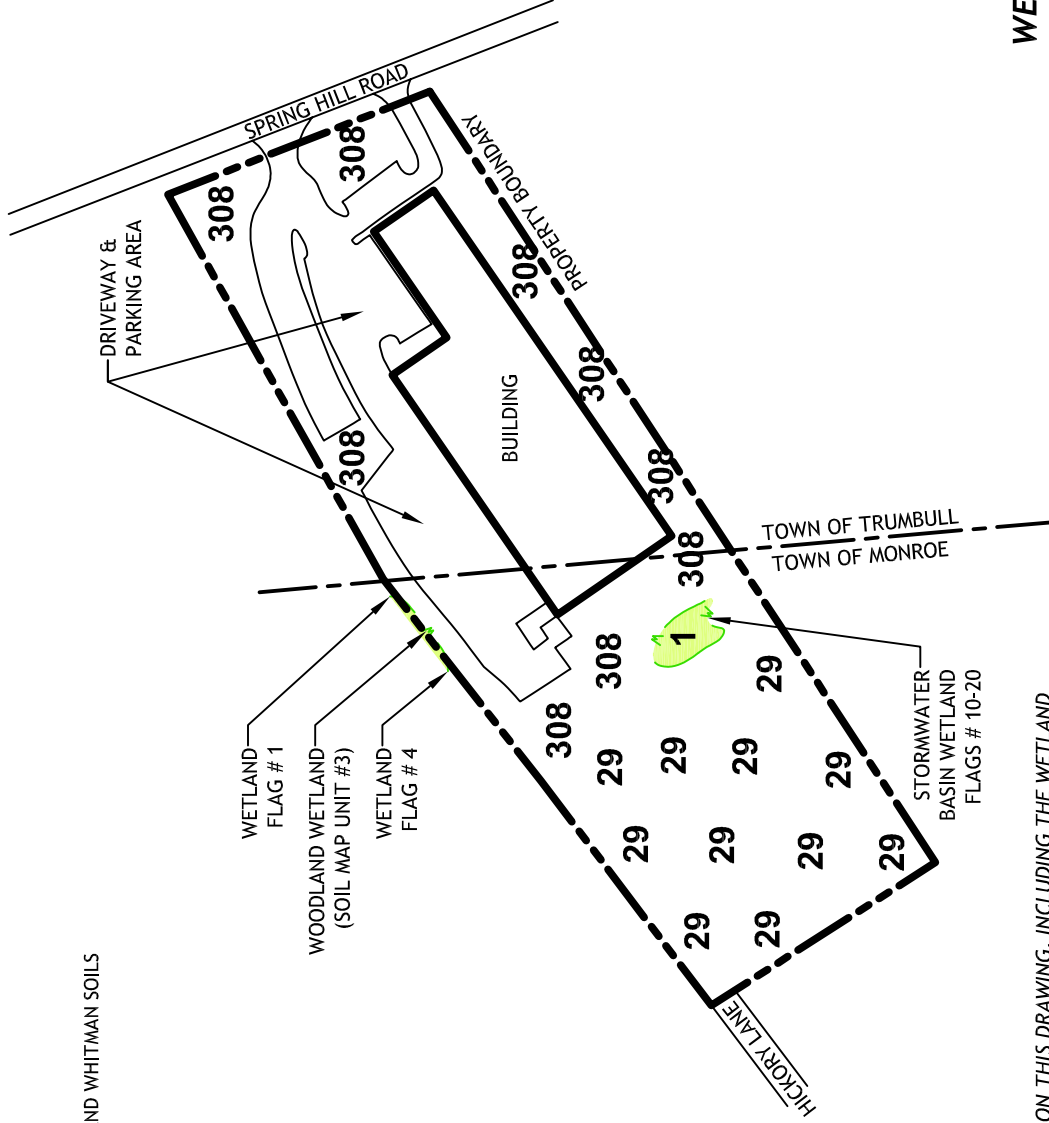 ND WHITMAN SOILS
DRIVEWAY &
PARKING AREA
SPRING HILL ROAD
308
308
308
WETLAND
FLAG # 1
WOODLAND WETLAND
(SOIL MAP UNIT #3)
WETLAND
FLAG # 4
BUILDING
PROPERTY BOUNDARY
308
308
308
308
TOWN OF TRUMBULL
TOWN OF MONROE
308
308
1
29
29
29
29
29
29
29
29
29
29
29
STORMWATER
BASIN WETLAND
FLAGS # 10-20
HICKORY LANE
WE
ON THIS DRAWING, INCLUDING THE WETLAND